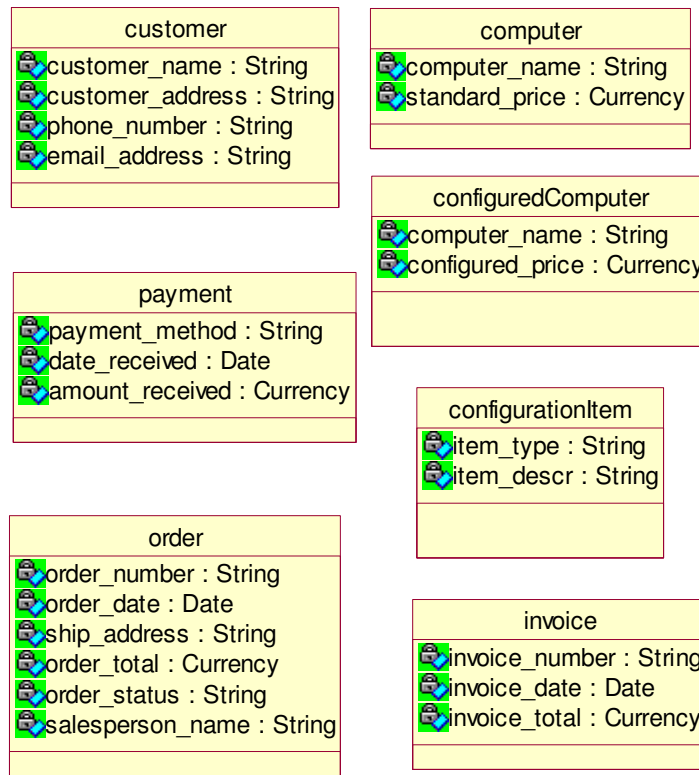 customer
customer_name : String
customer_address : String
phone_number : String
email_address : String
computer
computer_name : String
standard_price : Currency
configuredComputer
computer_name : String
configured_price : Currency
payment
payment_method : String
date_received : Date
amount_received : Currency
configurationItem
item_type : String
item_descr : String
order
order_number : String
order_date : Date
ship_address : String
order_total : Currency
order_status : String
salesperson_name : String
invoice
invoice_number : String
invoice_date : Date
invoice_total : Currency